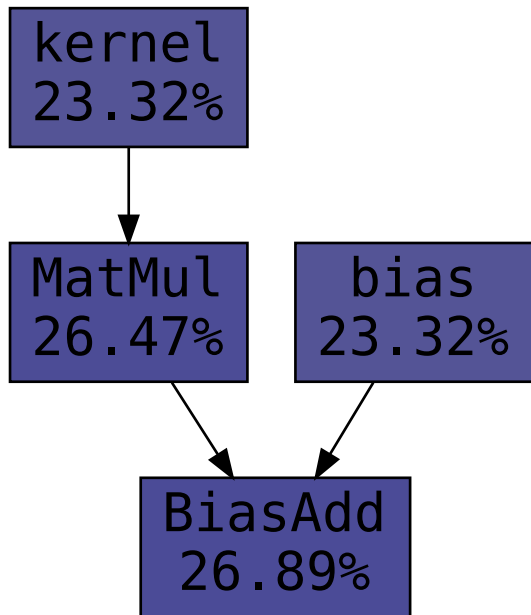 kernel
23.32%
MatMul
26.47%
bias
23.32%
BiasAdd
26.89%